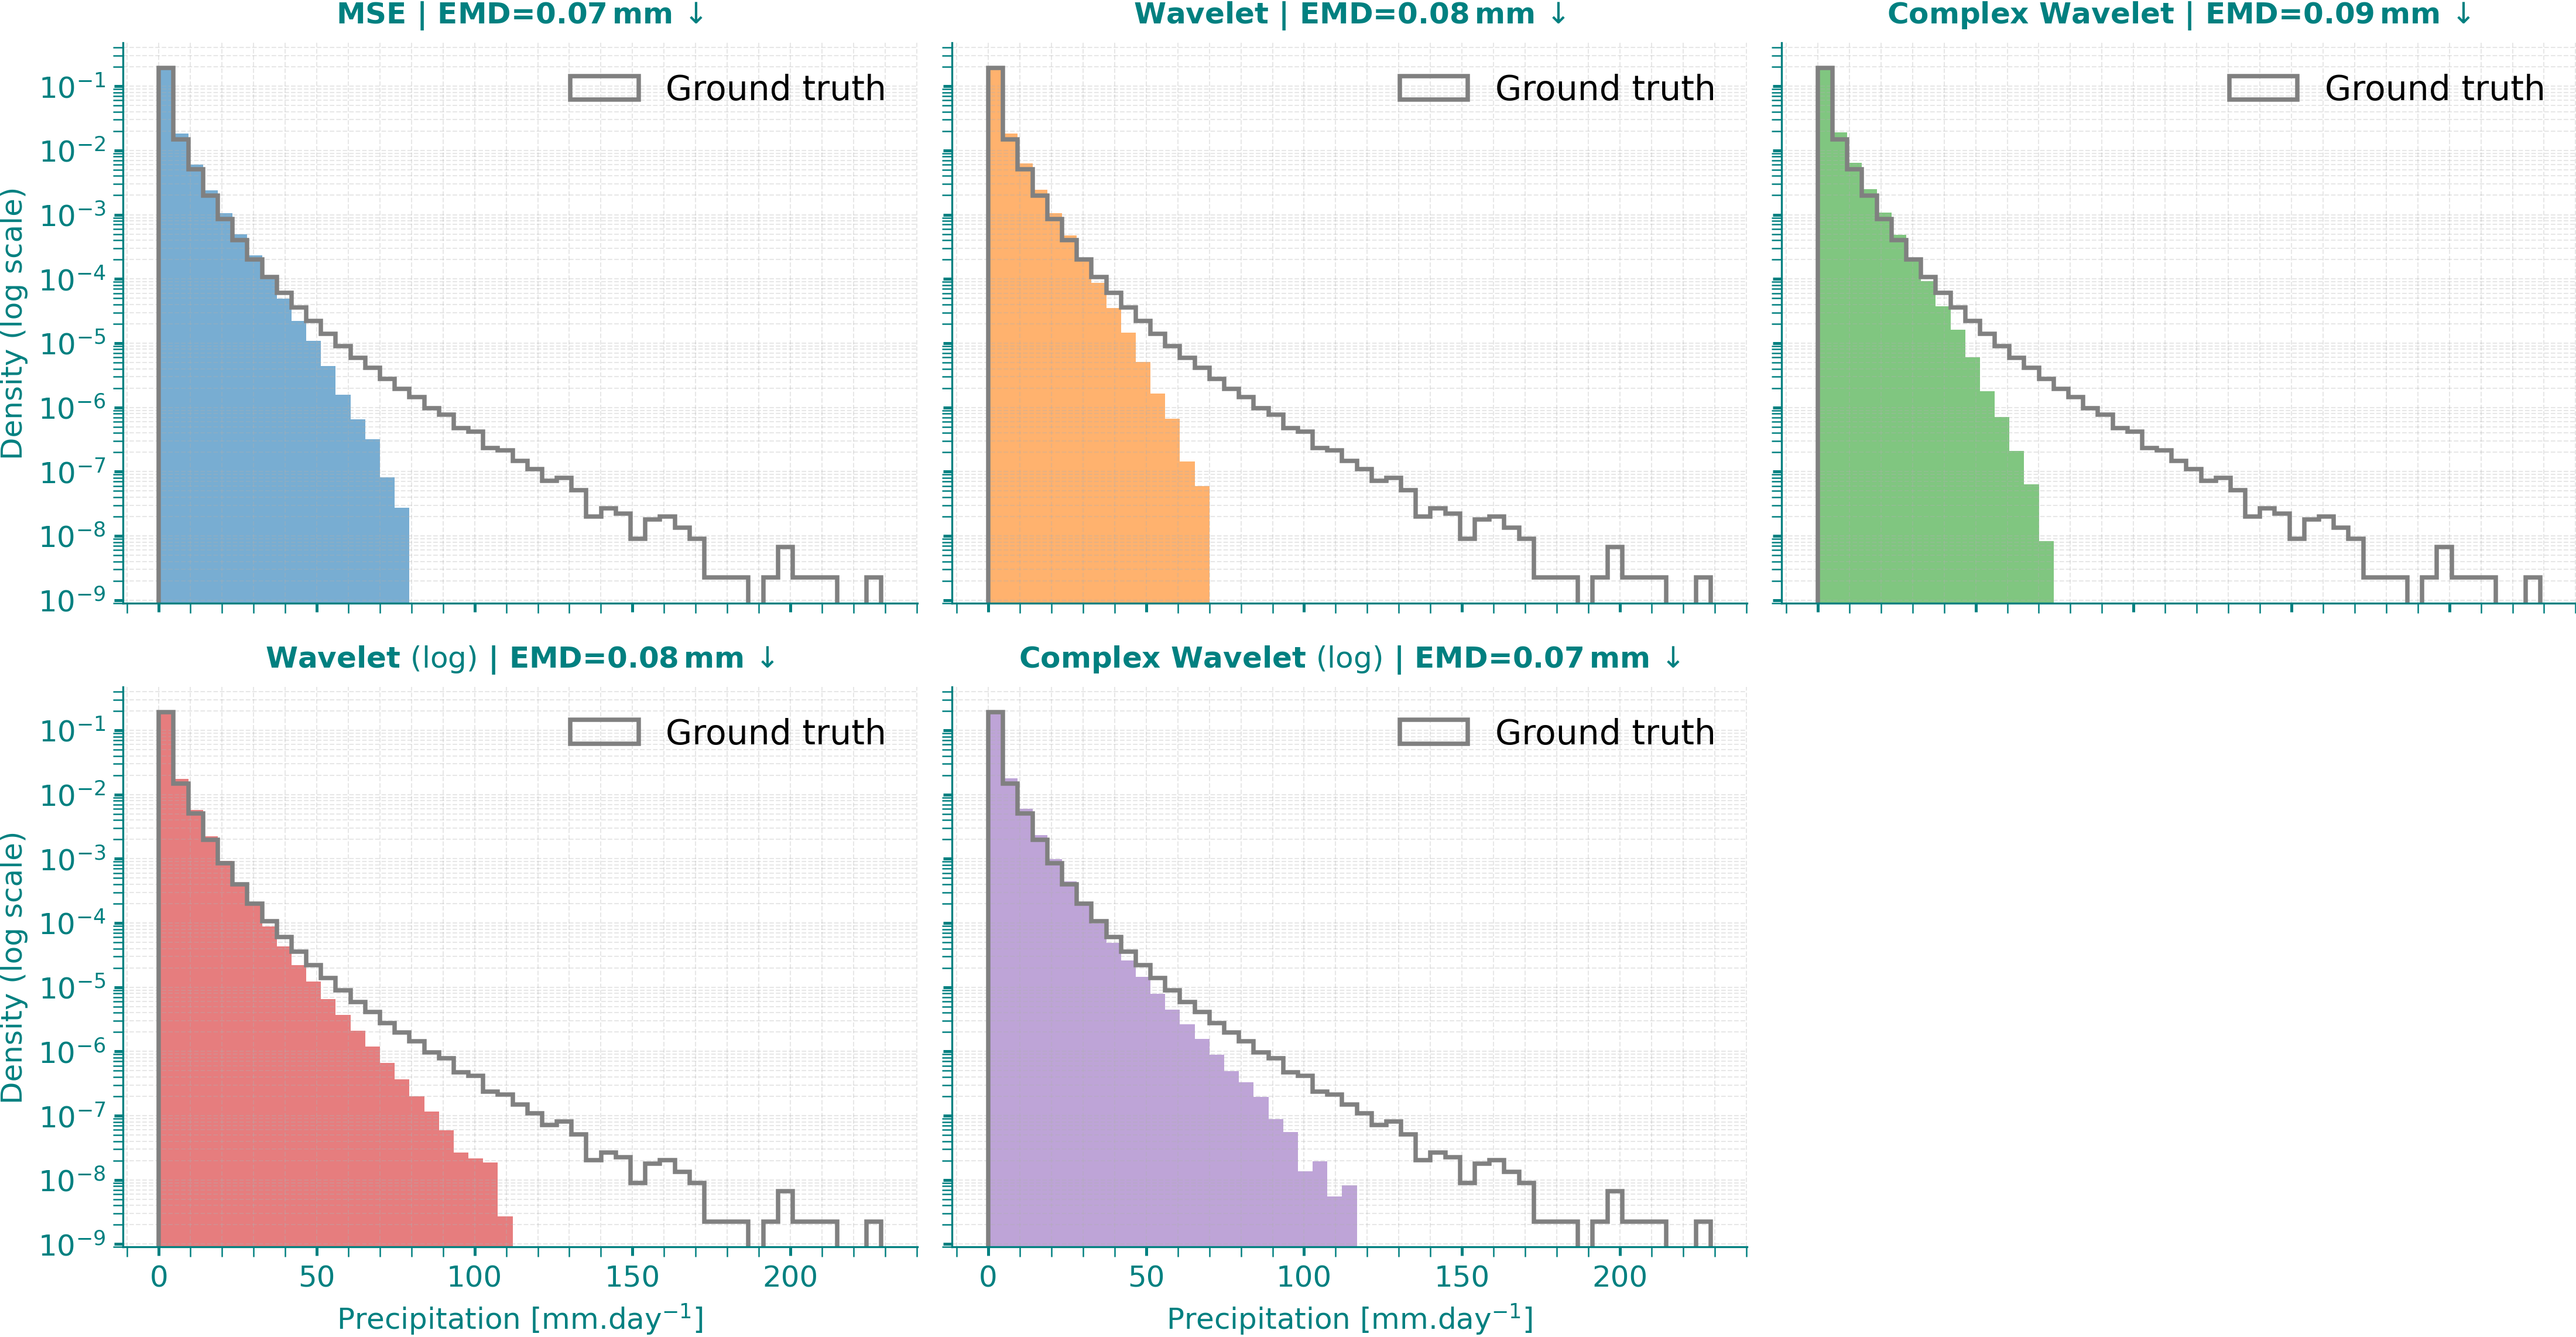 MSE | EMD=0.07 mm ↓
Wavelet | EMD=0.08 mm ↓
Complex Wavelet | EMD=0.09 mm ↓
Density (log scale)
10⁻¹
10⁻²
10⁻³
10⁻⁴
10⁻⁵
10⁻⁶
10⁻⁷
10⁻⁸
10⁻⁹
Ground truth
Ground truth
Ground truth
Wavelet (log) | EMD=0.08 mm ↓
Complex Wavelet (log) | EMD=0.07 mm ↓
Density (log scale)
10⁻¹
10⁻²
10⁻³
10⁻⁴
10⁻⁵
10⁻⁶
10⁻⁷
10⁻⁸
10⁻⁹
Ground truth
Ground truth
0 50 100 150 200
0 50 100 150 200
Precipitation [mm.day⁻¹]
Precipitation [mm.day⁻¹]